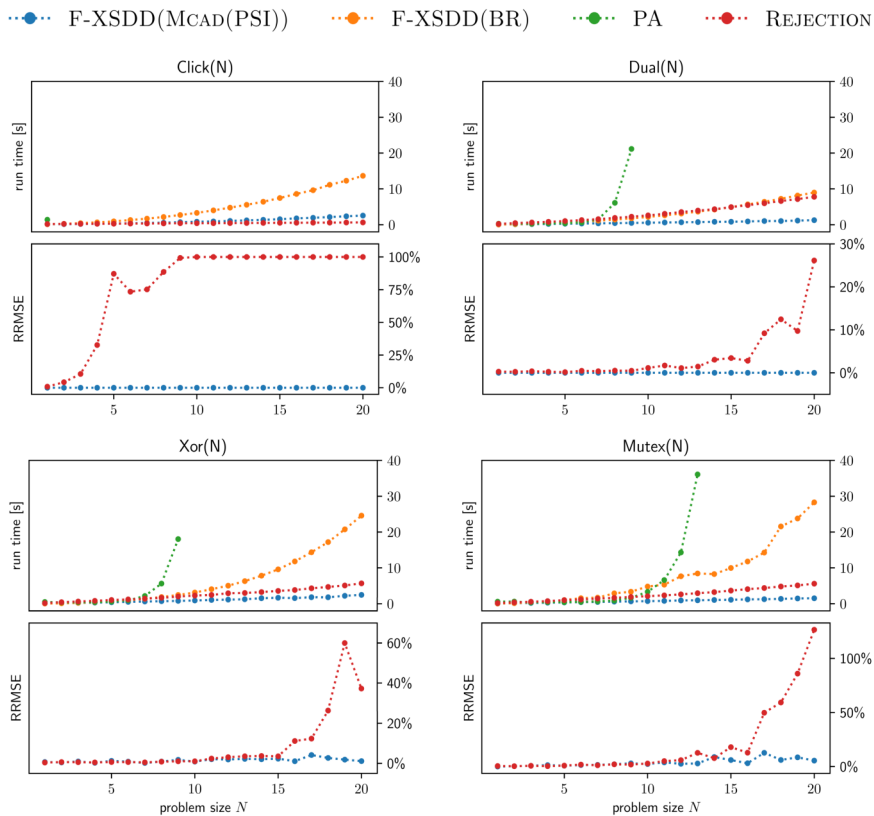 F-XSDD(MCAD(PSI)) F-XSDD(BR) PA REJECTION
Click(N)
run time [s]
40
30
20
10
0
RRMSE
100%
75%
50%
25%
0%
5 10 15 20
Dual(N)
run time [s]
40
30
20
10
0
RRMSE
30%
20%
10%
0%
5 10 15 20
Xor(N)
run time [s]
40
30
20
10
0
RRMSE
60%
40%
20%
0%
5 10 15 20
problem size N
Mutex(N)
run time [s]
40
30
20
10
0
RRMSE
100%
50%
0%
5 10 15 20
problem size N